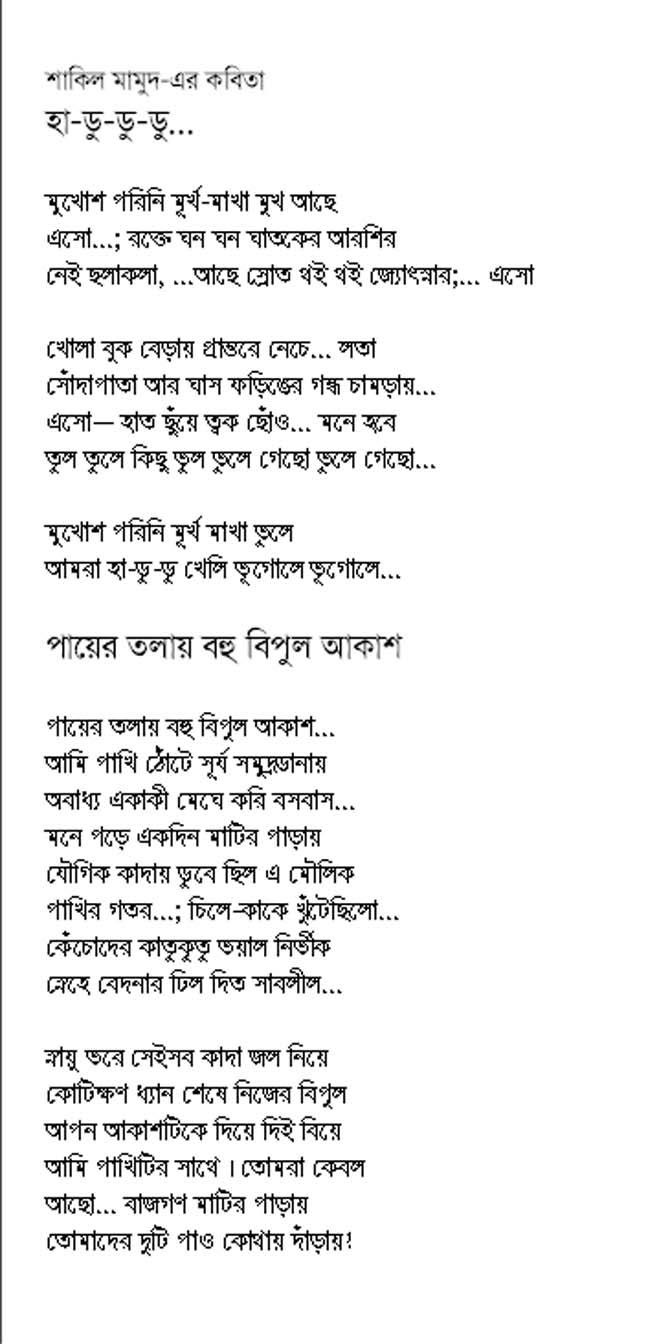 শাকিল মামুদ-এর কবিতা
হা-ডু-ডু-ডু...
মুখোশ পরিনি মূর্খ-মাখা মুখ আছে
এসো...; রক্তে ঘন ঘন ঘাতকের আরশির
নেই ছলাকলা, ...আছে স্রোত থই থই জ্যোৎস্নার;... এসো
খোলা বুক বেড়ায় প্রান্তরে নেচে... লতা
সোঁদাপাতা আর ঘাস ফড়িঙের গন্ধ চামড়ায়...
এসো— হাত ছুঁয়ে ত্বক ছোঁও... মনে হবে
তুল তুলে কিছু ভুল ভুলে গেছো ভুলে গেছো...
মুখোশ পরিনি মূর্খ মাখা ভুলে
আমরা হা-ডু-ডু খেলি ভূগোলে ভূগোলে...
পায়ের তলায় বহু বিপুল আকাশ
পায়ের তলায় বহু বিপুল আকাশ...
আমি পাখি ঠোঁটে সূর্য সমুদ্রডানায়
অবাধ্য একাকী মেঘে করি বসবাস...
মনে পড়ে একদিন মাটির পাড়ায়
যৌগিক কাদায় ডুবে ছিল এ মৌলিক
পাখির গতর...; চিলে-কাকে খুঁটেছিলো...
কেঁচোদের কাতুকুতু ভয়াল নির্ভীক
স্নেহে বেদনার ঢিল দিত সাবলীল...
স্নায়ু ভরে সেইসব কাদা জল নিয়ে
কোটিক্ষণ ধ্যান শেষে নিজের বিপুল
আপন আকাশটিকে দিয়ে দিই বিয়ে
আমি পাখিটির সাথে। তোমরা কেবল
আছো... বাজগণ মাটির পাড়ায়
তোমাদের দুটি পাও কোথায় দাঁড়ায়!